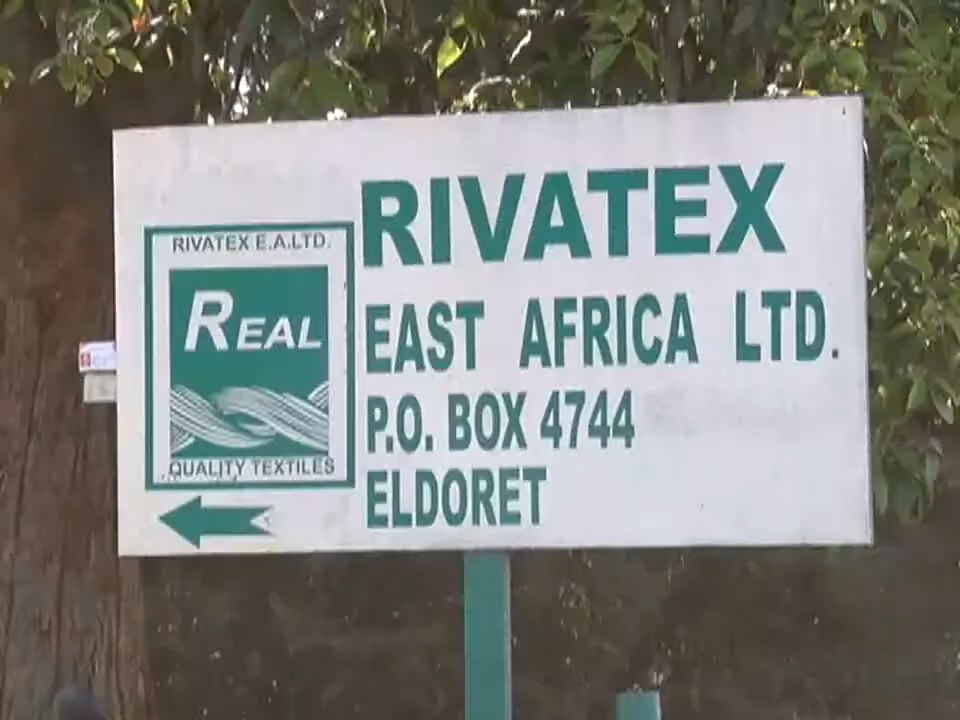 RIVATEX E.A.LTD.
REAL
QUALITY TEXTILES
RIVATEX
EAST AFRICA LTD.
P.O. BOX 4744
ELDORET